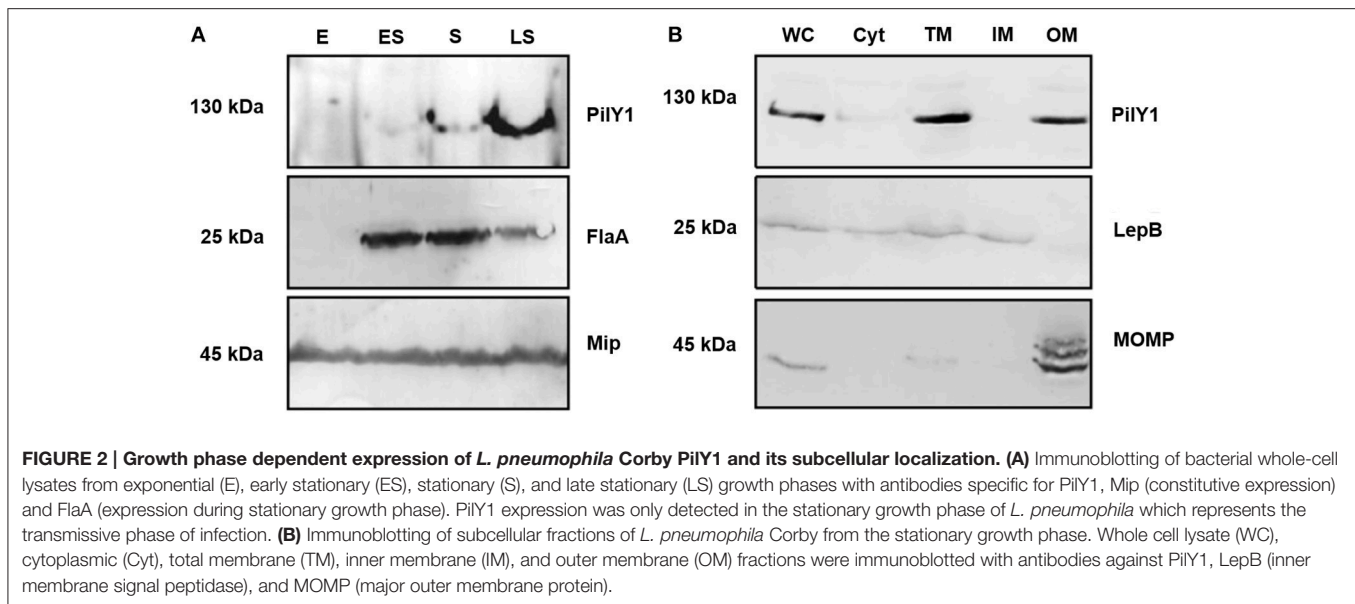 A E ES S LS B WC Cyt TM IM OM
130 kDa PilY1 130 kDa PilY1
25 kDa FlaA 25 kDa LepB
45 kDa Mip 45 kDa MOMP
FIGURE 2 | Growth phase dependent expression of L. pneumophila Corby PilY1 and its subcellular localization. (A) Immunoblotting of bacterial whole-cell
lysates from exponential (E), early stationary (ES), stationary (S), and late stationary (LS) growth phases with antibodies specific for PilY1, Mip (constitutive expression)
and FlaA (expression during stationary growth phase). PilY1 expression was only detected in the stationary growth phase of L. pneumophila which represents the
transmissive phase of infection. (B) Immunoblotting of subcellular fractions of L. pneumophila Corby from the stationary growth phase. Whole cell lysate (WC),
cytoplasmic (Cyt), total membrane (TM), inner membrane (IM), and outer membrane (OM) fractions were immunoblotted with antibodies against PilY1, LepB (inner
membrane signal peptidase), and MOMP (major outer membrane protein).